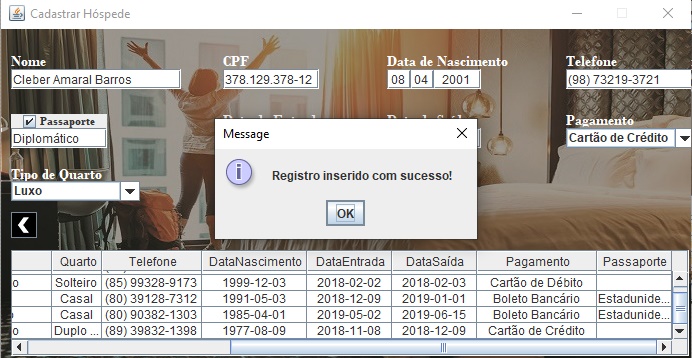 Cadastrar Hóspede
Nome CPF Data de Nascimento Telefone
Cleber Amaral Barros 378.129.378-12 08 04 2001 (98) 73219-3721
Passaporte Pagamento
Diplomático Cartão de Crédito
Message
Registro inserido com sucesso!
OK
Tipo de Quarto
Luxo
Quarto Telefone DataNascimento DataEntrada DataSaída Pagamento Passaporte
o Solteiro (85) 99328-9173 1999-12-03 2018-02-02 2018-02-03 Cartão de Débito
Casal (80) 39128-7312 1991-05-03 2018-12-09 2019-01-01 Boleto Bancário Estadunide...
Casal (80) 90382-1303 1985-04-01 2019-05-02 2019-06-15 Boleto Bancário Estadunide...
o Duplo ... (89) 39832-1398 1977-08-09 2018-11-08 2018-12-09 Cartão de Crédito